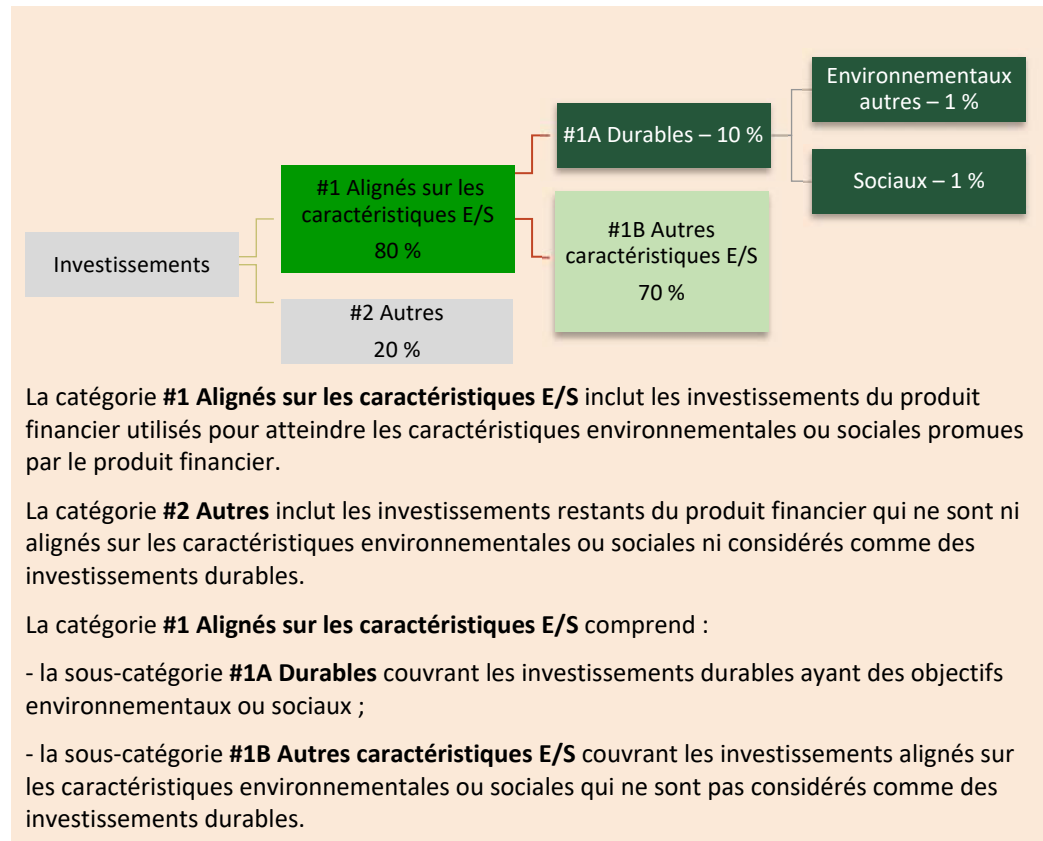 Investissements
#1 Alignés sur les
caractéristiques E/S
80 %
#2 Autres
20 %
#1A Durables – 10 %
#1B Autres
caractéristiques E/S
70 %
Environnementaux
autres – 1 %
Sociaux – 1 %
La catégorie #1 Alignés sur les caractéristiques E/S inclut les investissements du produit
financier utilisés pour atteindre les caractéristiques environnementales ou sociales promues
par le produit financier.
La catégorie #2 Autres inclut les investissements restants du produit financier qui ne sont ni
alignés sur les caractéristiques environnementales ou sociales ni considérés comme des
investissements durables.
La catégorie #1 Alignés sur les caractéristiques E/S comprend :
- la sous-catégorie #1A Durables couvrant les investissements durables ayant des objectifs
environnementaux ou sociaux ;
- la sous-catégorie #1B Autres caractéristiques E/S couvrant les investissements alignés sur
les caractéristiques environnementales ou sociales qui ne sont pas considérés comme des
investissements durables.